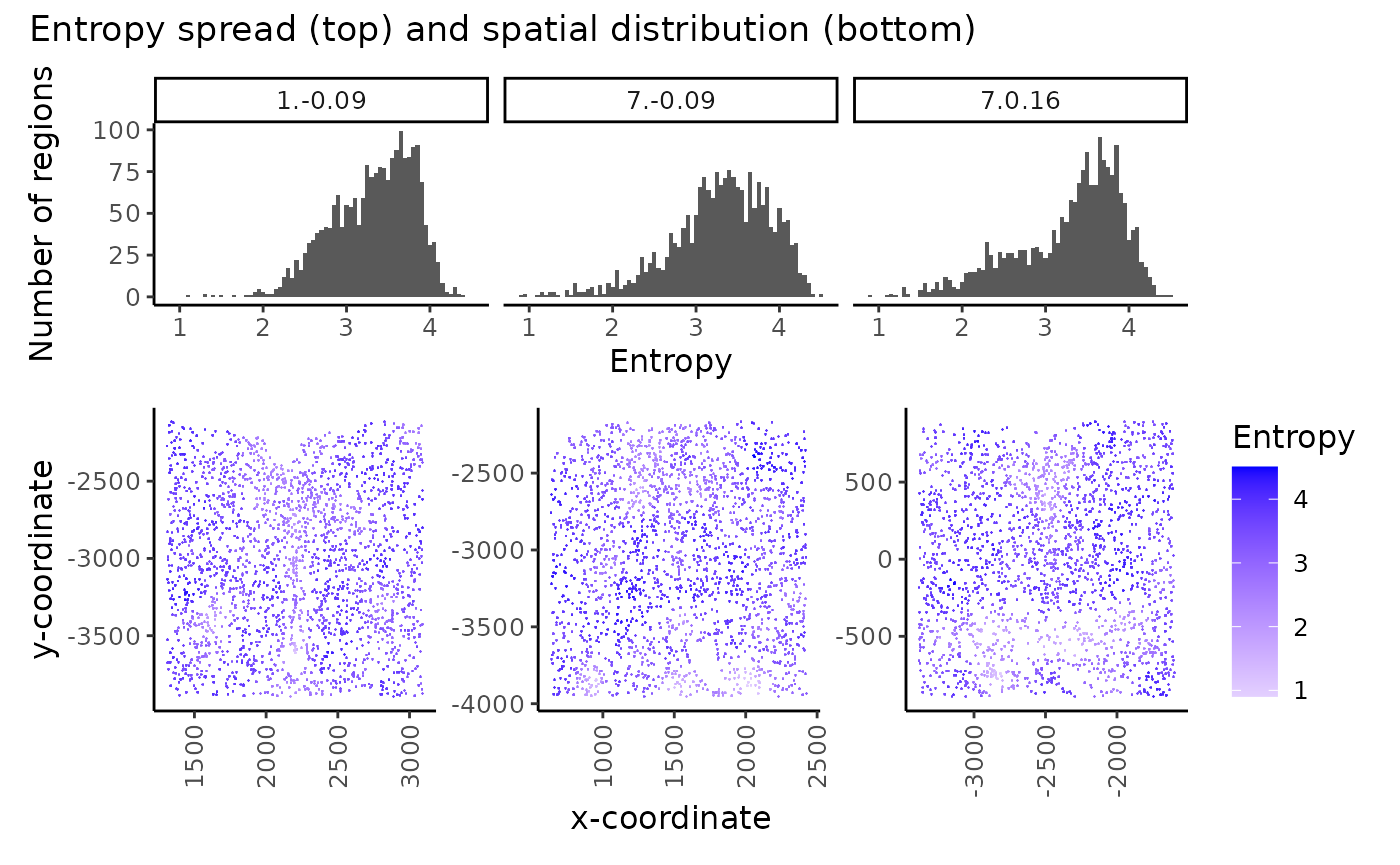 Entropy spread (top) and spatial distribution (bottom)
1.-0.09 7.-0.09 7.0.16
Number of regions
100
75
50
25
0
1 2 3 4 1 2 3 4 1 2 3 4
Entropy
y-coordinate
-2500
-3000
-3500
-2500
-3000
-3500
-4000
500
0
-500
1500 2000 2500 3000
1000 1500 2000 2500
-3000 -2500 -2000
x-coordinate
Entropy
4
3
2
1